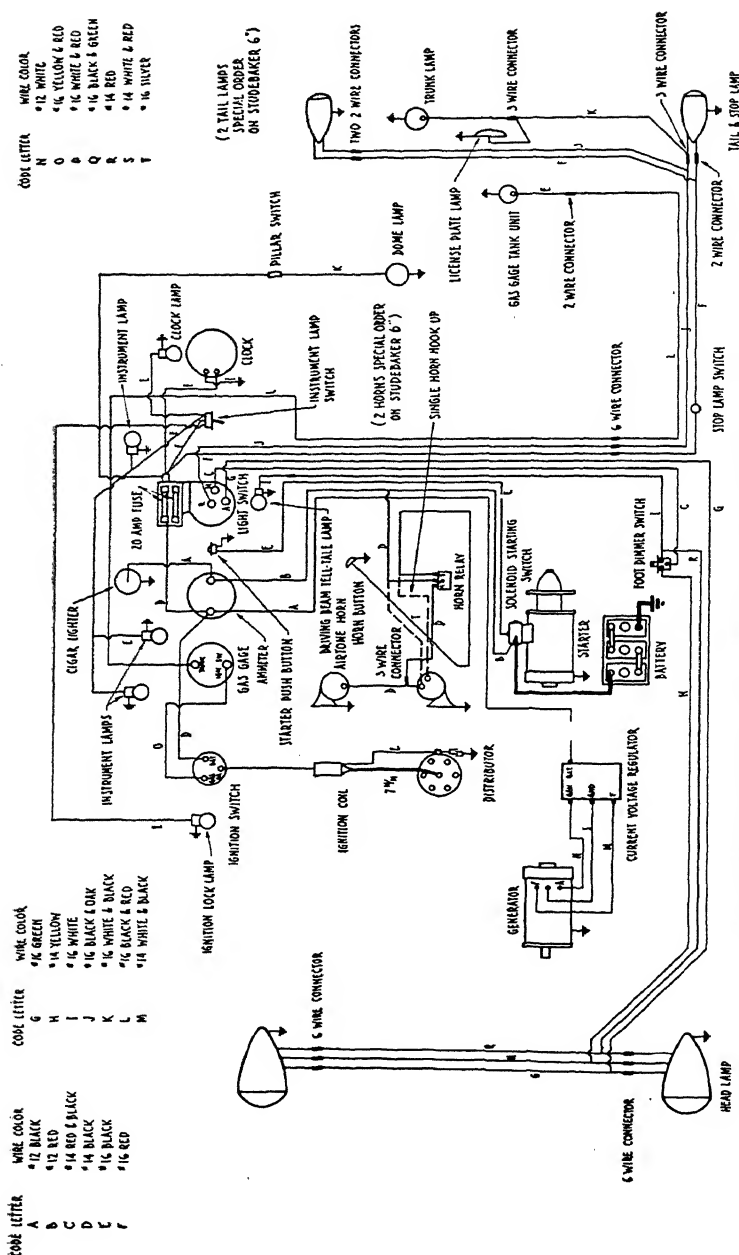 CODE LETTER WIRE COLOR
A #12 BLACK
B #12 RED
C #14 RED & BLACK
D #14 BLACK
E #16 BLACK
F #16 RED
CODE LETTER WIRE COLOR
G #16 GREEN
H #14 YELLOW
I #16 WHITE
J #16 BLACK & OAK
K #16 WHITE & BLACK
L #16 BLACK & RED
M #14 WHITE & BLACK
CODE LETTER WIRE COLOR
N #12 WHITE
O #16 YELLOW & RED
P #16 WHITE & RED
Q #16 BLACK & GREEN
R #14 RED
S #14 WHITE & RED
T #16 SILVER
(2 TAIL LAMPS
SPECIAL ORDER
ON STUDEBAKER 6")
IGNITION LOCK LAMP
INSTRUMENT LAMPS
CIGAR LIGHTER
20 AMP FUSE
INSTRUMENT LAMP
CLOCK LAMP
PILLAR SWITCH
TWO 2 WIRE CONNECTORS
TRUNK LAMP
3 WIRE CONNECTOR
3 WIRE CONNECTOR
IGNITION SWITCH
GAS GAGE
AMMETER
STARTER PUSH BUTTON
LIGHT SWITCH
DRIVING BEAM TELL-TALE LAMP
CLOCK
INSTRUMENT LAMP
SWITCH
DOME LAMP
LICENSE PLATE LAMP
GAS GAGE TANK UNIT
2 WIRE CONNECTOR
TAIL & STOP LAMP
2 WIRE CONNECTOR
(2 HORNS SPECIAL ORDER
ON STUDEBAKER 6")
SINGLE HORN HOOK UP
6 WIRE CONNECTOR
STOP LAMP SWITCH
AIRTONE HORN
HORN BUTTON
3 WIRE
CONNECTOR
HORN RELAY
IGNITION COIL
DISTRIBUTOR
SOLENOID STARTING
SWITCH
STARTER
BATTERY
FOOT DIMMER SWITCH
GENERATOR
CURRENT VOLTAGE REGULATOR
6 WIRE CONNECTOR
6 WIRE CONNECTOR
HEAD LAMP